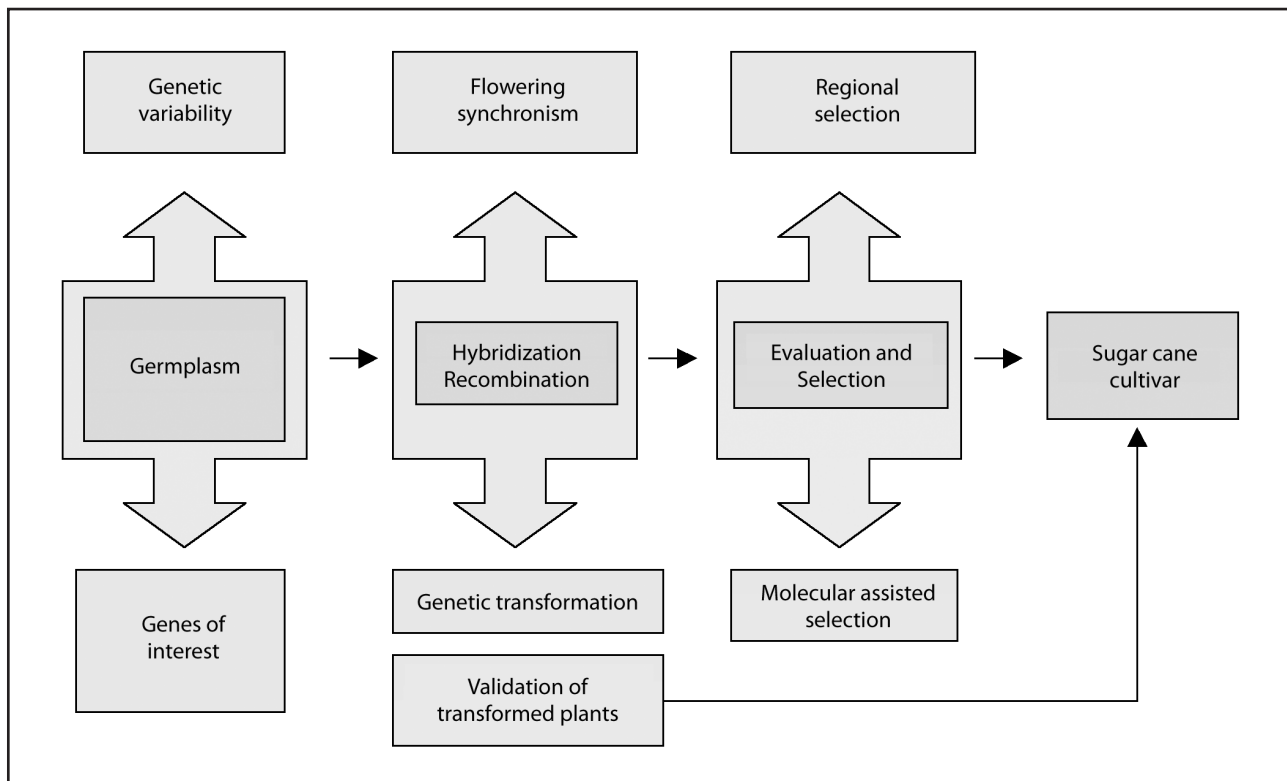 Genetic
variability
Flowering
synchronism
Regional
selection
Germplasm
Hybridization
Recombination
Evaluation and
Selection
Sugar cane
cultivar
Genes of
interest
Genetic transformation
Molecular assisted
selection
Validation of
transformed plants